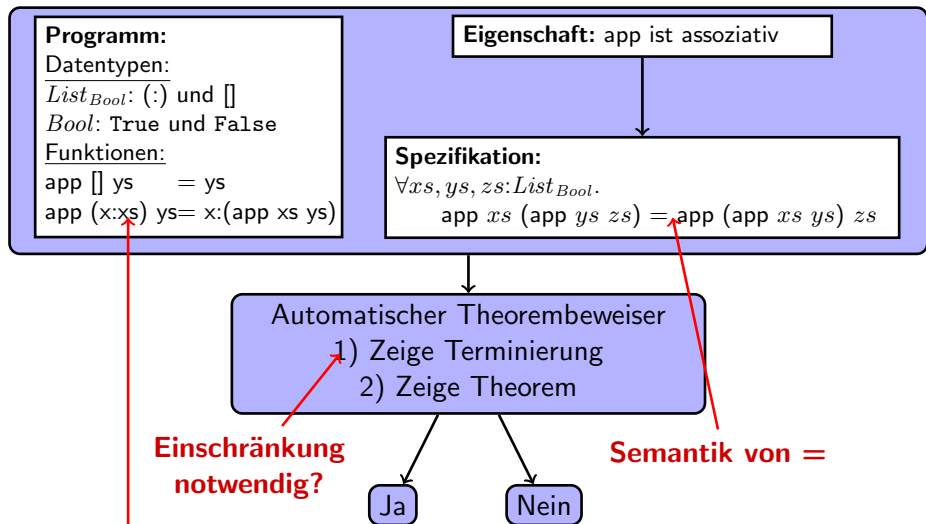 Programm:
Datentypen:
List_Bool: (:) und []
Bool: True und False
Funktionen:
app [] ys = ys
app (x:xs) ys= x:(app xs ys)
Eigenschaft: app ist assoziativ
Spezifikation:
∀xs, ys, zs:List_Bool.
app xs (app ys zs) = app (app xs ys) zs
Automatischer Theorembeweiser
1) Zeige Terminierung
2) Zeige Theorem
Einschränkung
notwendig?
Semantik von =
Ja
Nein